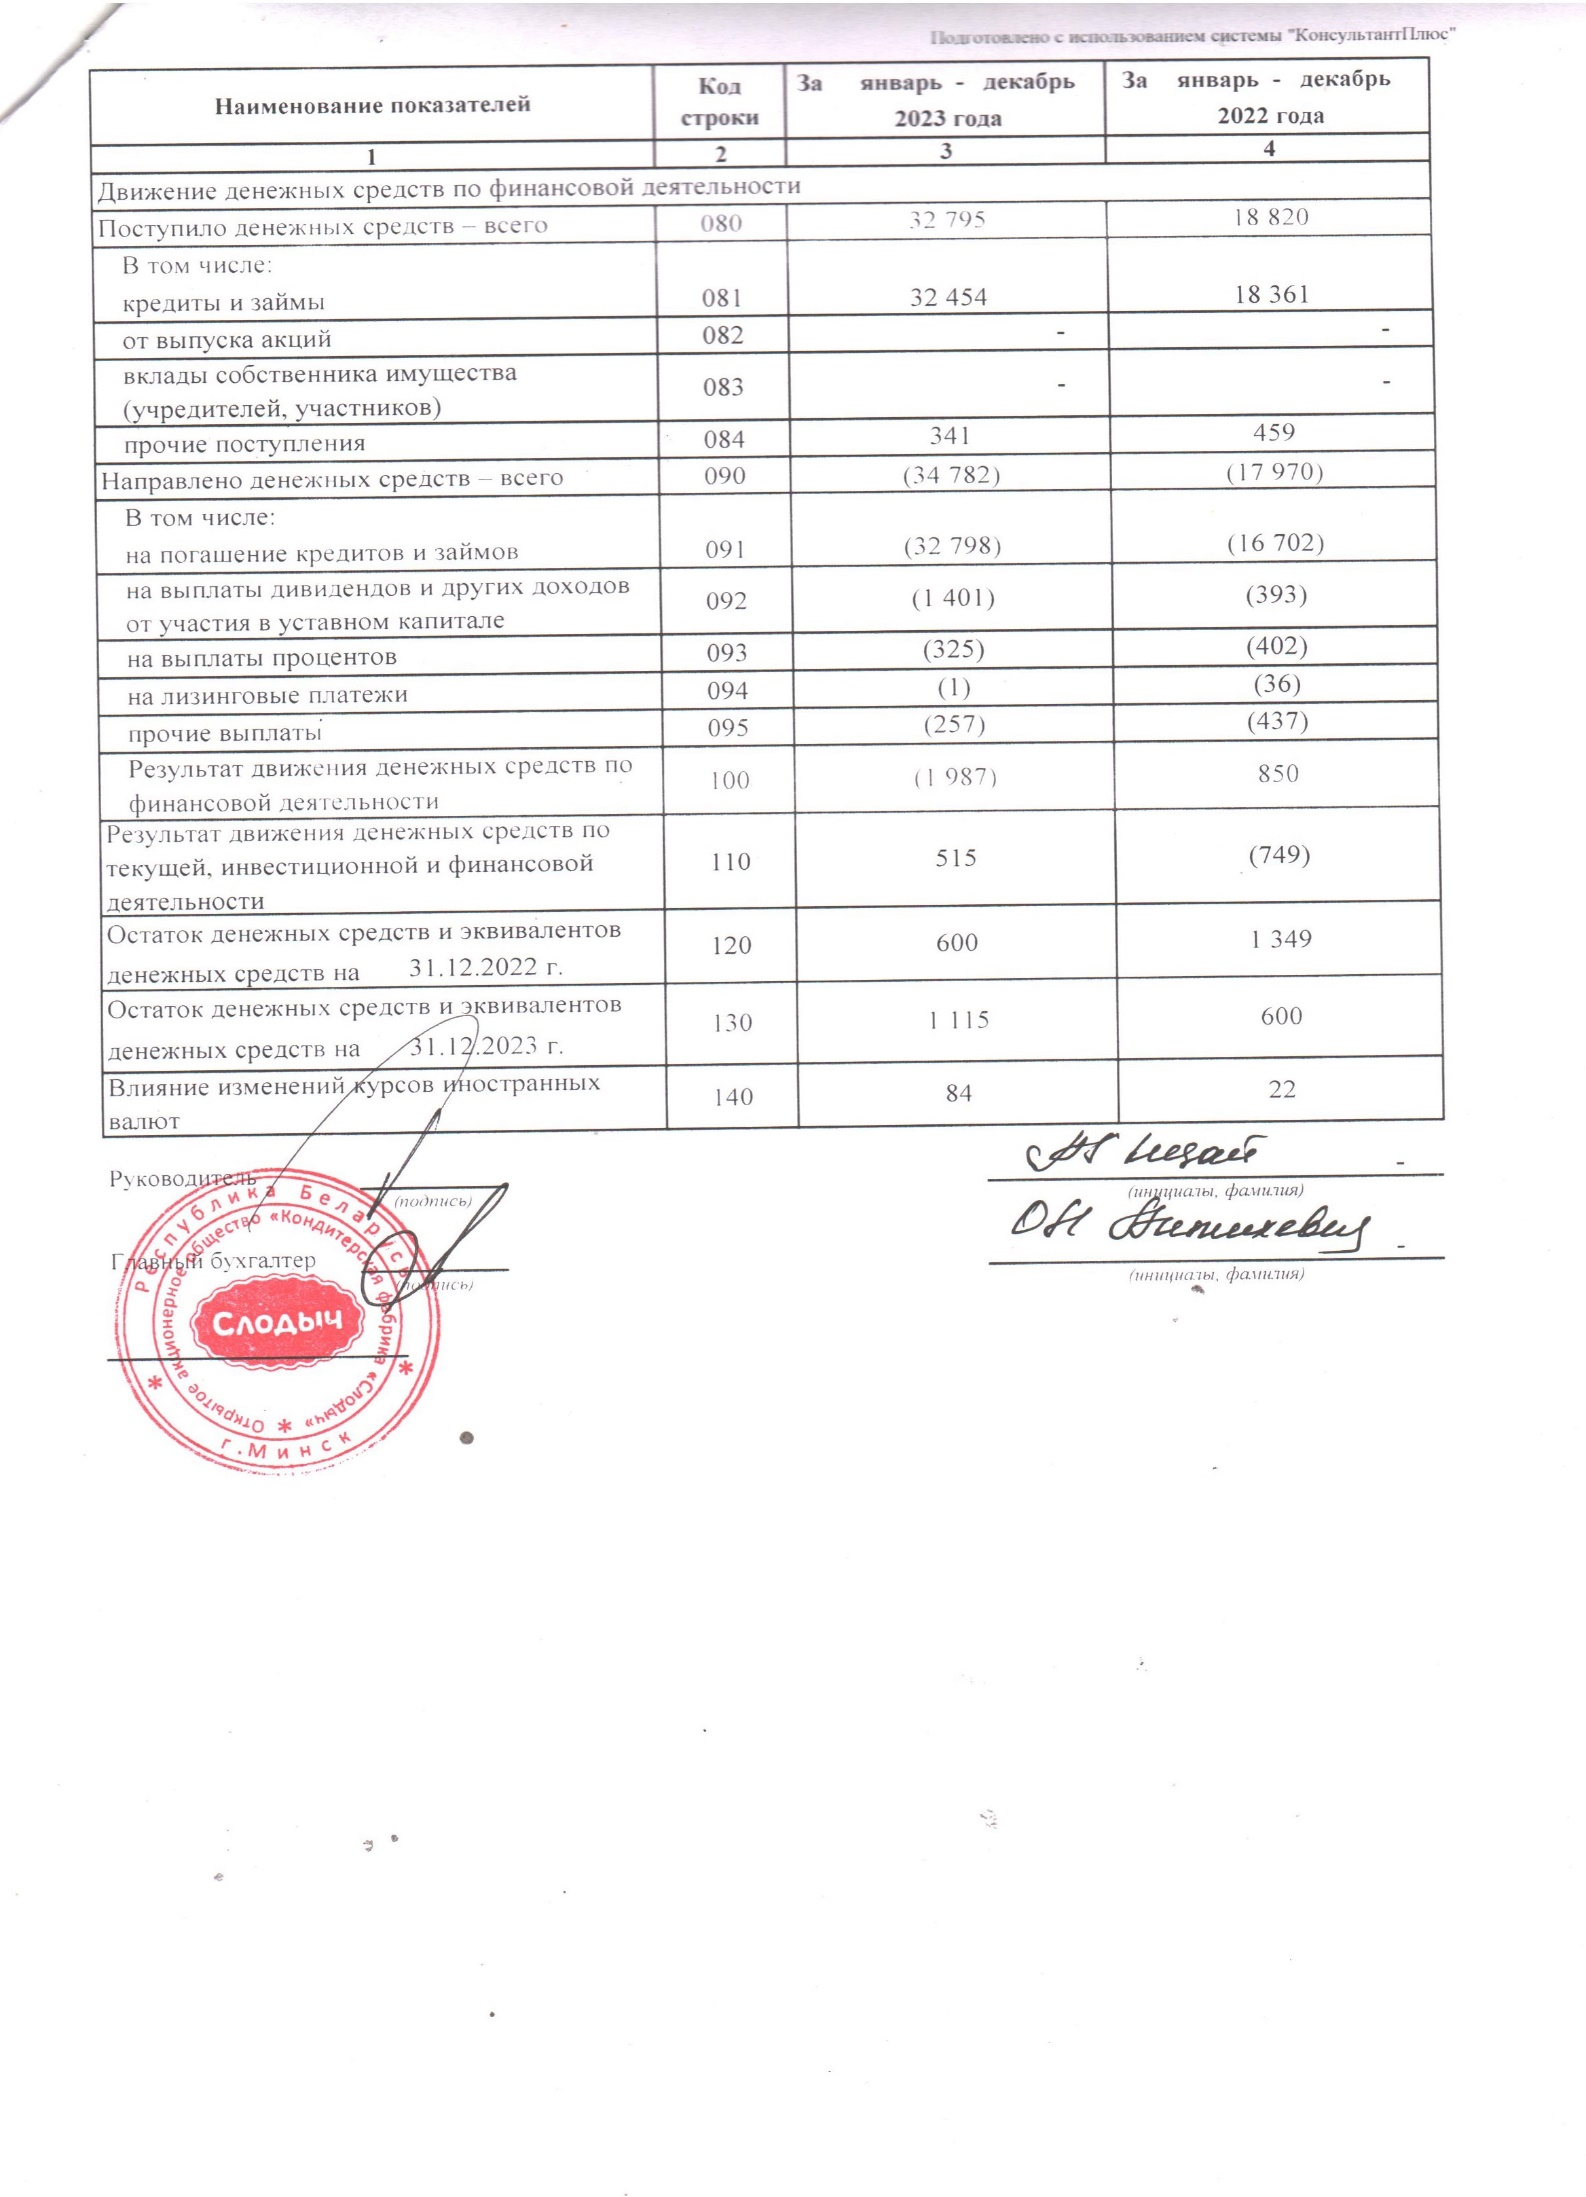 Подготовлено с использованием системы "КонсультантПлюс"
Наименование показателей
Код строки
За январь - декабрь 2023 года
За январь - декабрь 2022 года
1 2 3 4
Движение денежных средств по финансовой деятельности
Поступило денежных средств – всего 080 32 795 18 820
В том числе:
кредиты и займы 081 32 454 18 361
от выпуска акций 082 - -
вклады собственника имущества
(учредителей, участников) 083 - -
прочие поступления 084 341 459
Направлено денежных средств – всего 090 (34 782) (17 970)
В том числе:
на погашение кредитов и займов 091 (32 798) (16 702)
на выплаты дивидендов и других доходов
от участия в уставном капитале 092 (1 401) (393)
на выплаты процентов 093 (325) (402)
на лизинговые платежи 094 (1) (36)
прочие выплаты 095 (257) (437)
Результат движения денежных средств по
финансовой деятельности 100 (1 987) 850
Результат движения денежных средств по
текущей, инвестиционной и финансовой 110 515 (749)
деятельности
Остаток денежных средств и эквивалентов 120 600 1 349
денежных средств на 31.12.2022 г.
Остаток денежных средств и эквивалентов 130 1 115 600
денежных средств на 31.12.2023 г.
Влияние изменений курсов иностранных 140 84 22
валют
Руководитель
(подпись)
(инициалы, фамилия)
Главный бухгалтер
(подпись)
(инициалы, фамилия)
Республика Беларусь
Открытое акционерное общество «Кондитерская фабрика «Слодыч»
Слодыч
г.Минск